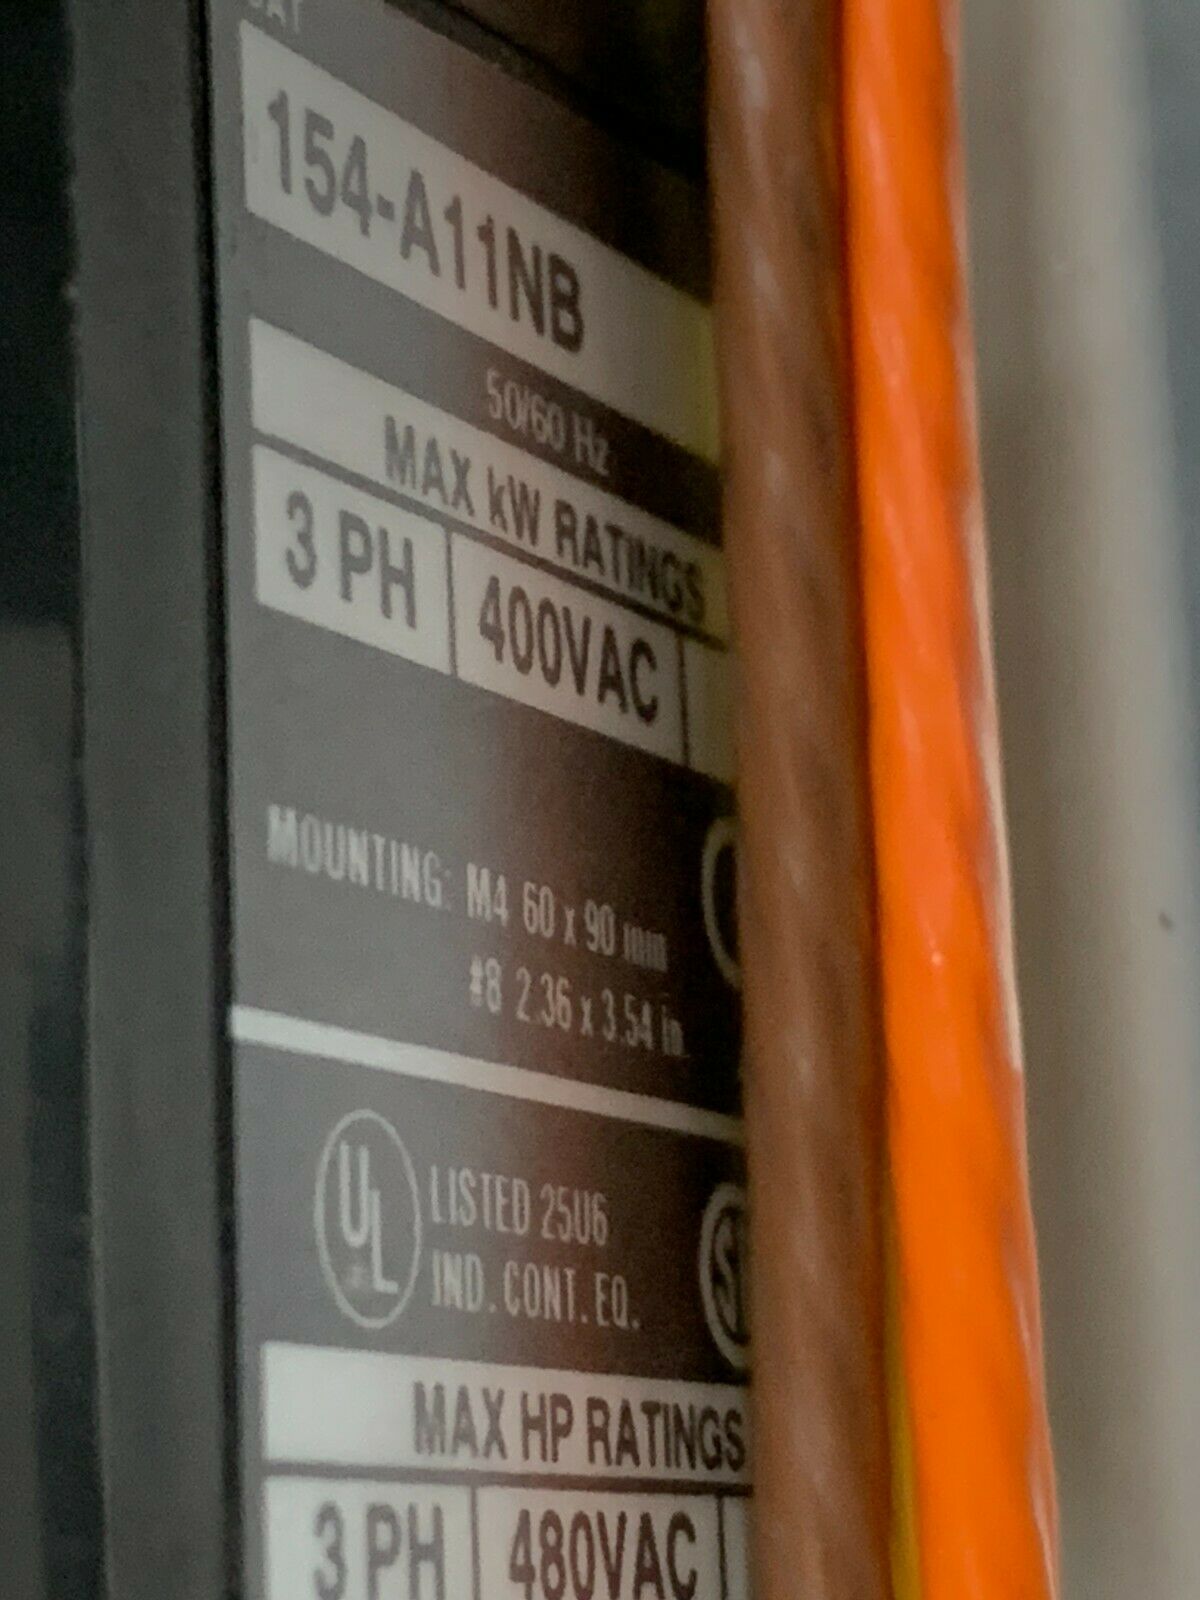 CAT
154-A11NB
50/60 Hz
MAX kW RATINGS
3 PH 400VAC
MOUNTING: M4 60 x 90 mm
#8 2.36 x 3.54 in.
UL LISTED 25U6
IND. CONT. EQ.
MAX HP RATINGS
3 PH 480VAC